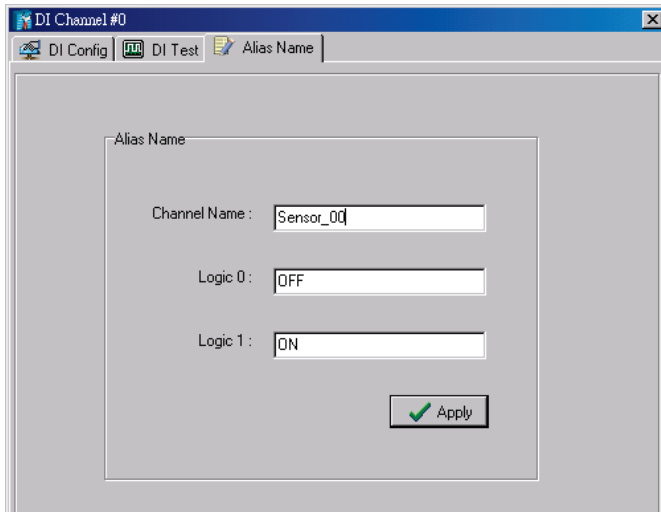 DI Channel #0
DI Config DI Test Alias Name
Alias Name
Channel Name : Sensor_00
Logic 0 : OFF
Logic 1 : ON
Apply